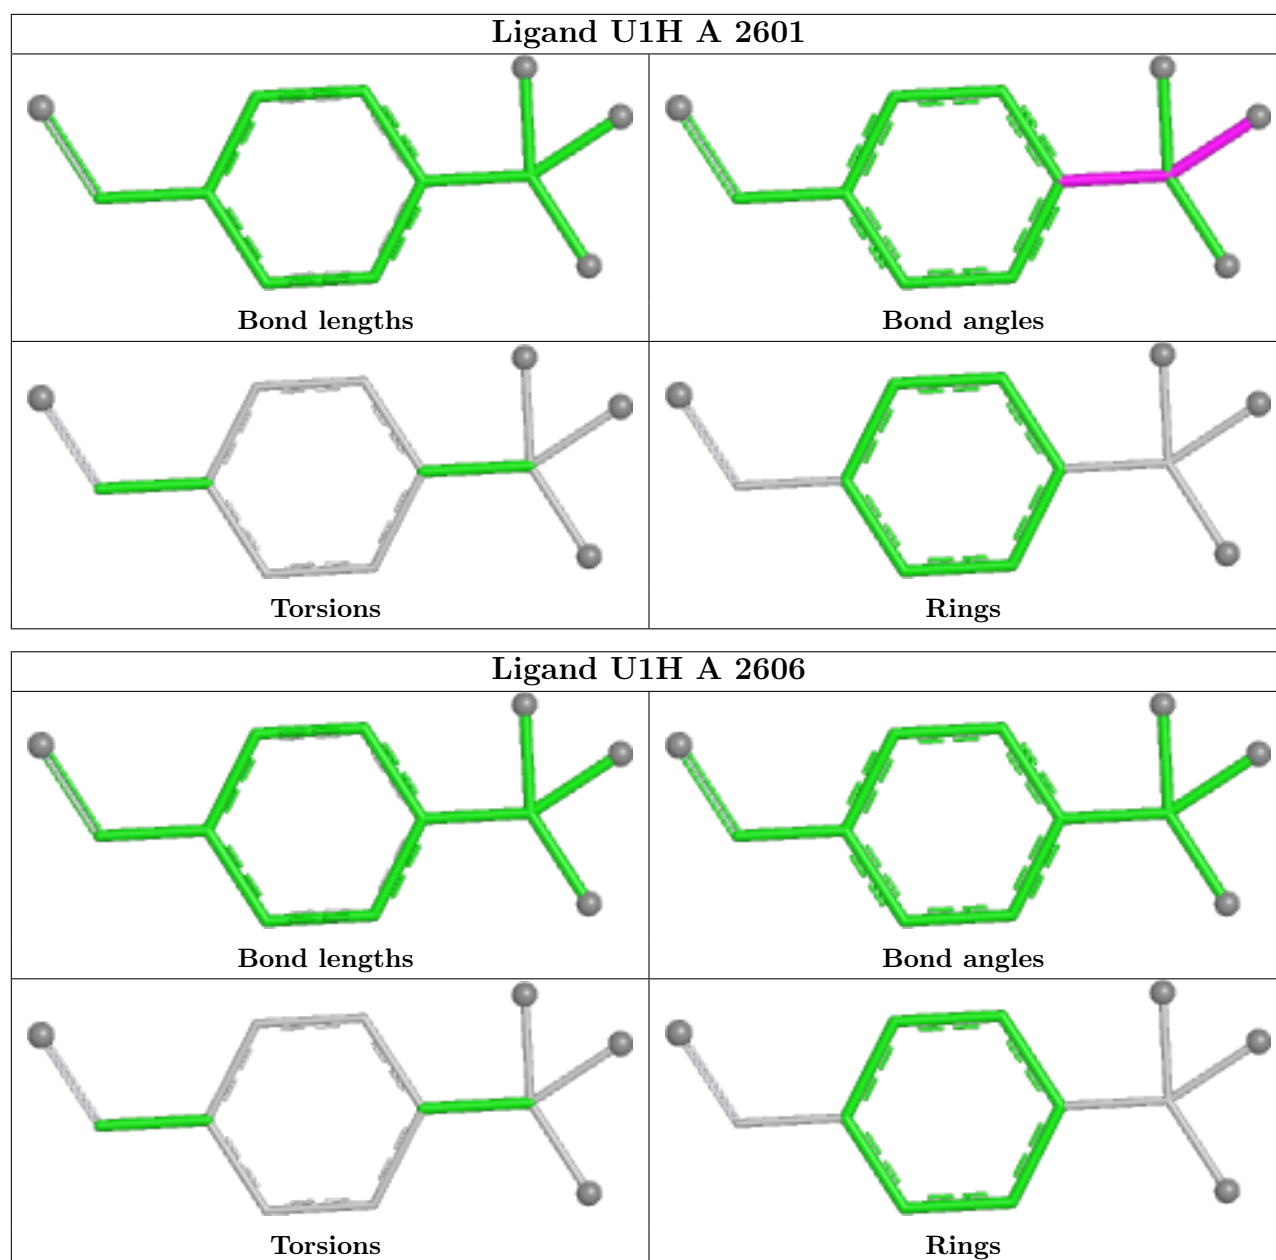 Ligand U1H A 2601
Bond lengths
Bond angles
Torsions
Rings
Ligand U1H A 2606
Bond lengths
Bond angles
Torsions
Rings